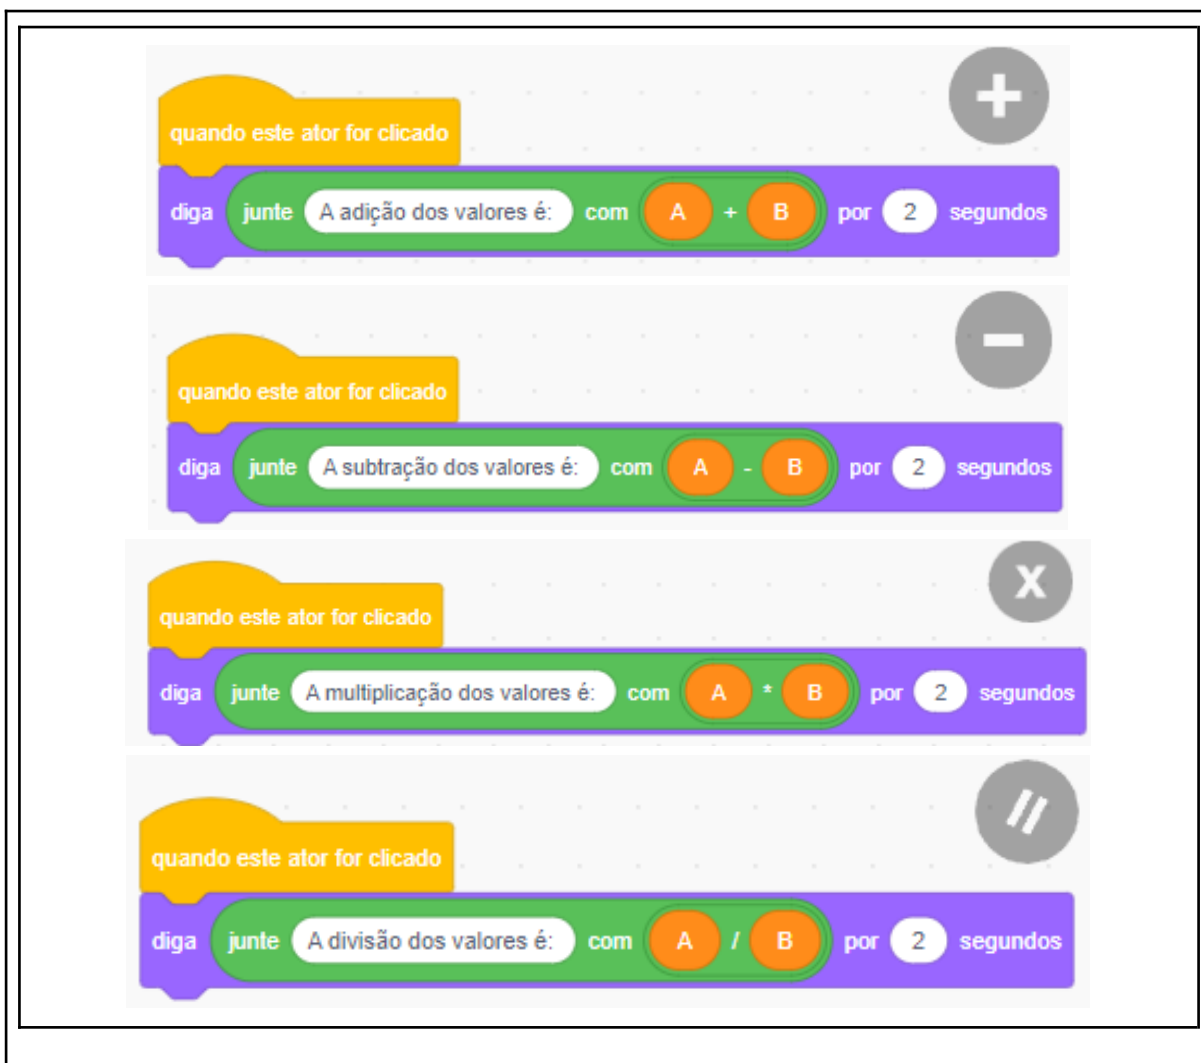 +
quando este ator for clicado
diga junte A adição dos valores é: com A + B por 2 segundos
−
quando este ator for clicado
diga junte A subtração dos valores é: com A - B por 2 segundos
X
quando este ator for clicado
diga junte A multiplicação dos valores é: com A * B por 2 segundos
//
quando este ator for clicado
diga junte A divisão dos valores é: com A / B por 2 segundos